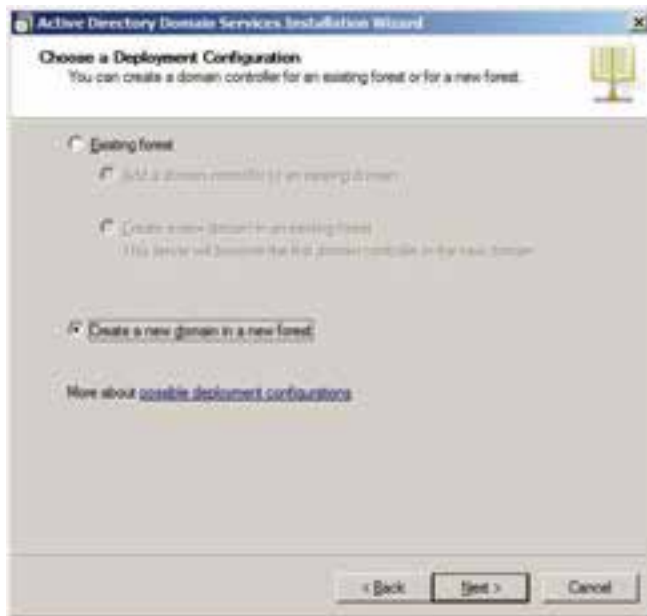 Active Directory Domain Services Installation Wizard
Choose a Deployment Configuration
You can create a domain controller for an existing forest or for a new forest.
Existing forest
Add a domain controller to an existing domain
Create a new domain in an existing forest
This server will become the first domain controller in the new domain.
Create a new domain in a new forest
More about possible deployment configurations
< Back
Next >
Cancel